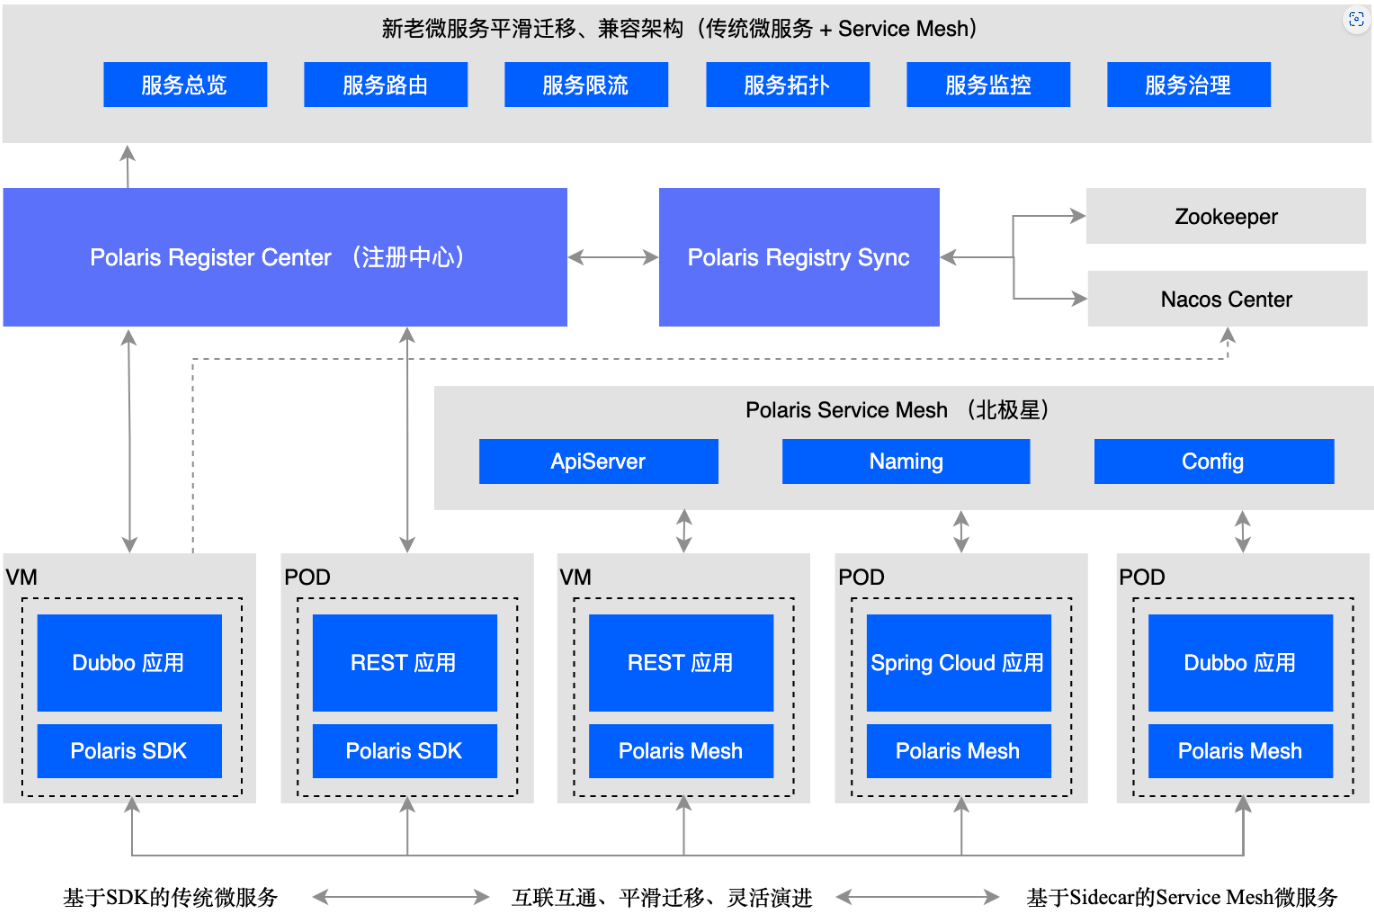 新老微服务平滑迁移、兼容架构（传统微服务 + Service Mesh）
服务总览
服务路由
服务限流
服务拓扑
服务监控
服务治理
Polaris Register Center （注册中心）
Polaris Registry Sync
Zookeeper
Nacos Center
Polaris Service Mesh （北极星）
ApiServer
Naming
Config
VM
Dubbo 应用
Polaris SDK
POD
REST 应用
Polaris SDK
VM
REST 应用
Polaris Mesh
POD
Spring Cloud 应用
Polaris Mesh
POD
Dubbo 应用
Polaris Mesh
基于SDK的传统微服务
互联互通、平滑迁移、灵活演进
基于Sidecar的Service Mesh微服务